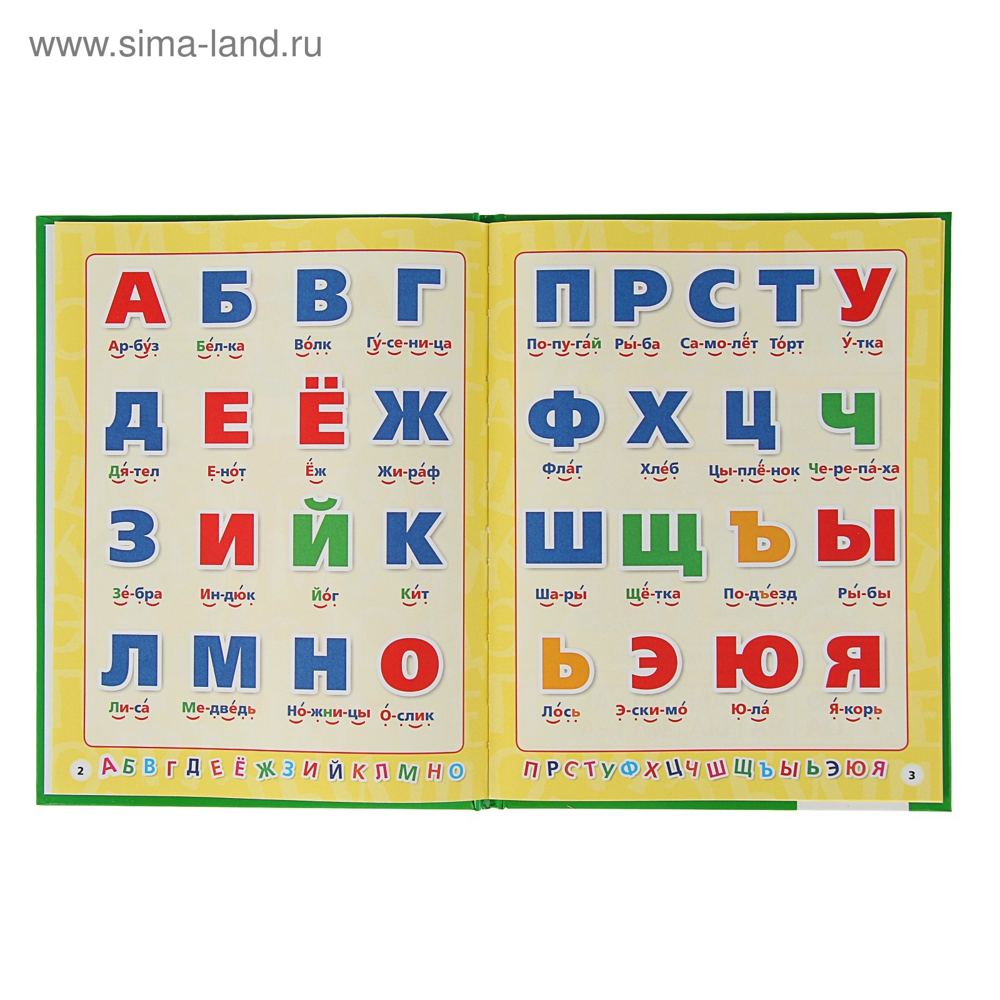 www.sima-land.ru
А Б В Г
Ар-бу́з Бе́л-ка Во́лк Гу́-се-ни-ца
Д Е Ё Ж
Дя́-тел Е-но́т Ё́ж Жи-ра́ф
З И Й К
Зе́-бра Ин-дю́к Йо́г Ки́т
Л М Н О
Ли-са́ Ме-две́дь Но́-жни-цы О́-слик
2 А Б В Г Д Е Ё Ж З И Й К Л М Н О
П Р С Т У
По-пу-га́й Ры́-ба Са-мо-лё́т То́рт У́-тка
Ф Х Ц Ч
Фла́г Хле́б Цы-плё́-нок Че-ре-па́-ха
Ш Щ Ъ Ы
Ша-ры́ Щё́-тка По-дъе́зд Ры́-бы
Ь Э Ю Я
Ло́сь Э-ски-мо́ Ю-ла́ Я́-корь
П Р С Т У Ф Х Ц Ч Ш Щ Ъ Ы Ь Э Ю Я 3